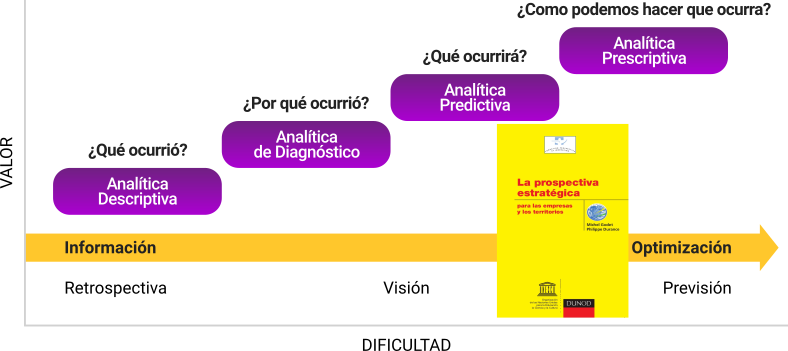 ¿Como podemos hacer que ocurra?
Analítica
Prescriptiva
¿Qué ocurrirá?
Analítica
Predictiva
¿Por qué ocurrió?
Analítica
de Diagnóstico
¿Qué ocurrió?
Analítica
Descriptiva
VALOR
La prospectiva
estratégica
para las empresas
y los territorios
Michel Godet
Philippe Durance
DUNOD
Información
Optimización
Retrospectiva
Visión
Previsión
DIFICULTAD